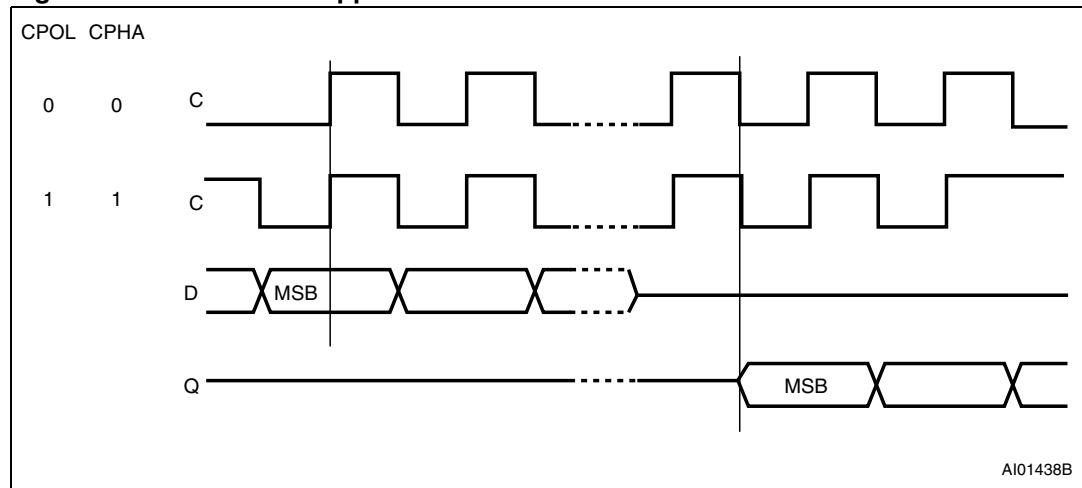 CPOL CPHA
0 0 C
1 1 C
D MSB
Q MSB
AI01438B